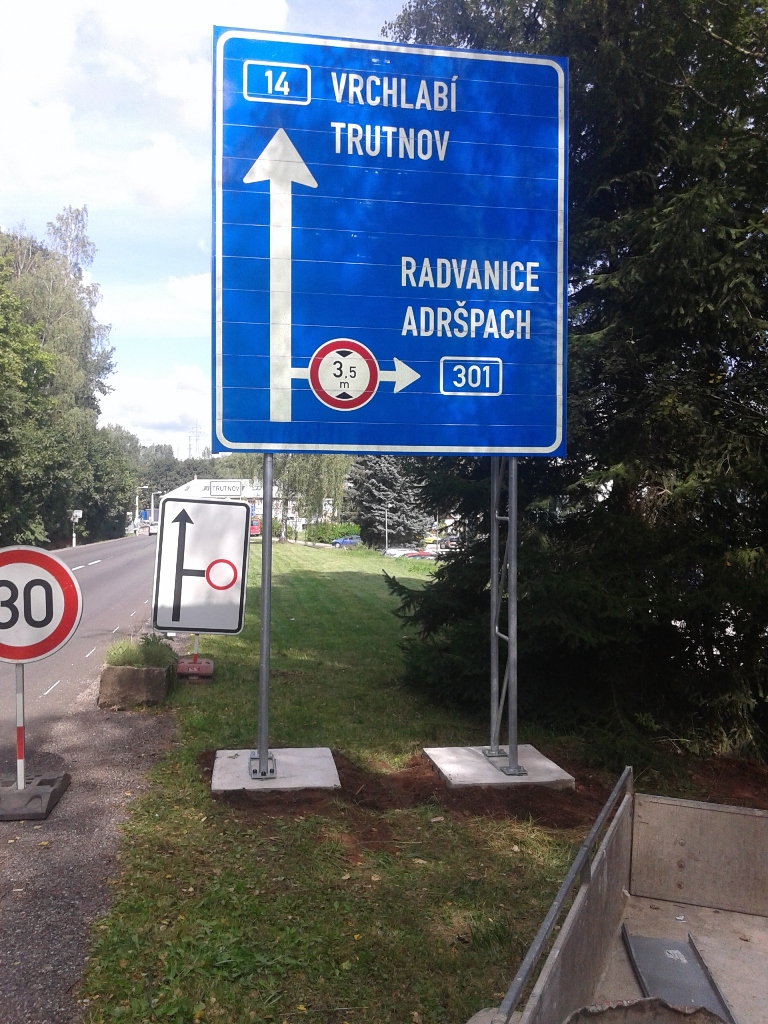 14
VRCHLABÍ
TRUTNOV
RADVANICE
ADRŠPACH
3,5
m
301
TRUTNOV
30